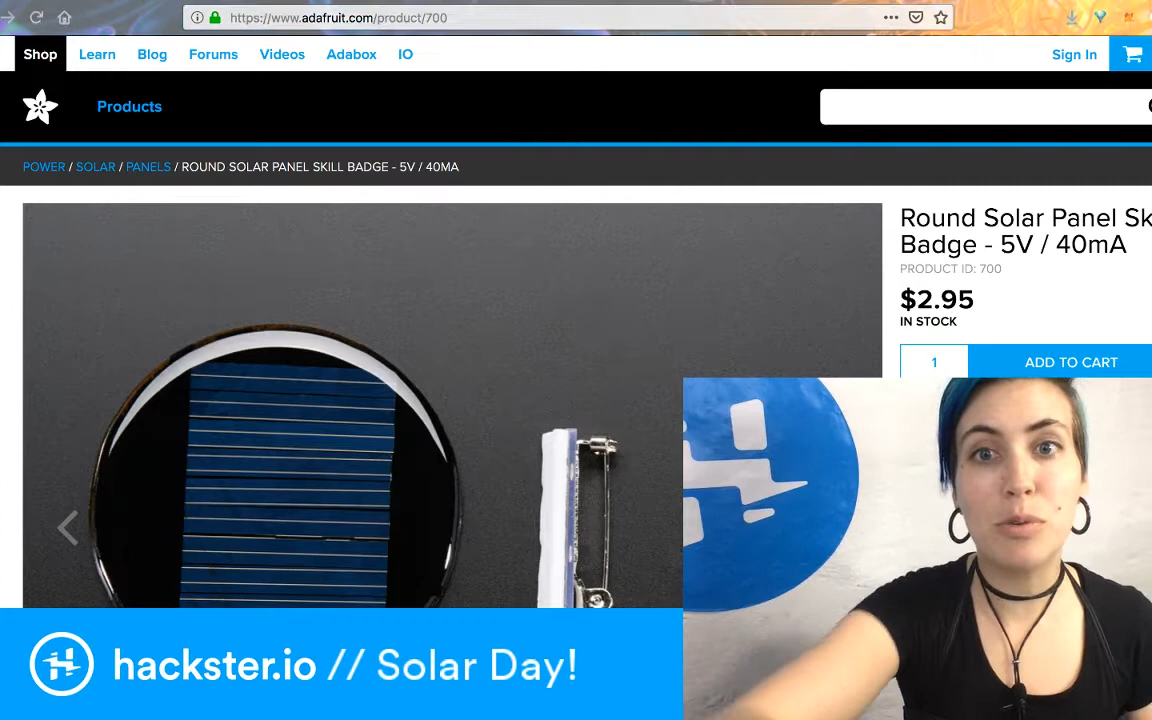 https://www.adafruit.com/product/700
Shop Learn Blog Forums Videos Adabox IO Sign In
Products
POWER / SOLAR / PANELS / ROUND SOLAR PANEL SKILL BADGE - 5V / 40MA
Round Solar Panel Sk
Badge - 5V / 40mA
PRODUCT ID: 700
$2.95
IN STOCK
1 ADD TO CART
hackster.io // Solar Day!